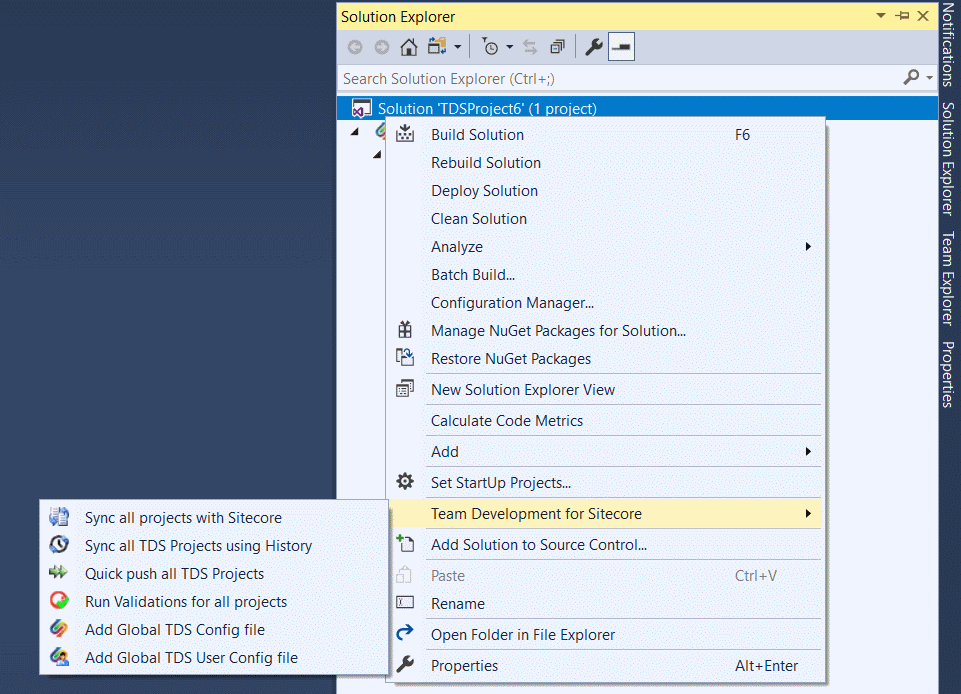 Solution Explorer
Search Solution Explorer (Ctrl+;)
Solution 'TDSProject6' (1 project)
Build Solution F6
Rebuild Solution
Deploy Solution
Clean Solution
Analyze
Batch Build...
Configuration Manager...
Manage NuGet Packages for Solution...
Restore NuGet Packages
New Solution Explorer View
Calculate Code Metrics
Add
Set StartUp Projects...
Team Development for Sitecore
Add Solution to Source Control...
Paste Ctrl+V
Rename
Open Folder in File Explorer
Properties Alt+Enter
Sync all projects with Sitecore
Sync all TDS Projects using History
Quick push all TDS Projects
Run Validations for all projects
Add Global TDS Config file
Add Global TDS User Config file
Notifications
Solution Explorer
Team Explorer
Properties